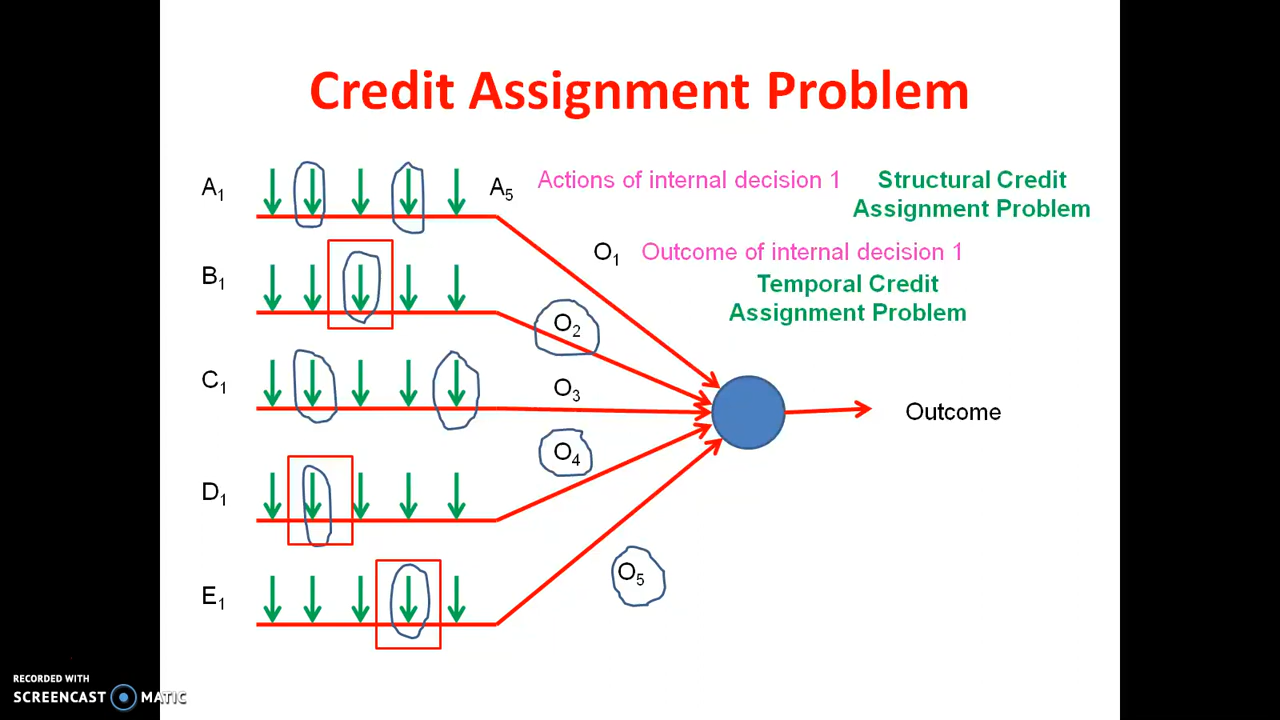 Credit Assignment Problem
A1 A5 Actions of internal decision 1 Structural Credit
Assignment Problem
O1 Outcome of internal decision 1
B1 Temporal Credit
Assignment Problem
O2
C1 O3
Outcome
O4
D1
O5
E1
RECORDED WITH
SCREENCAST MATIC